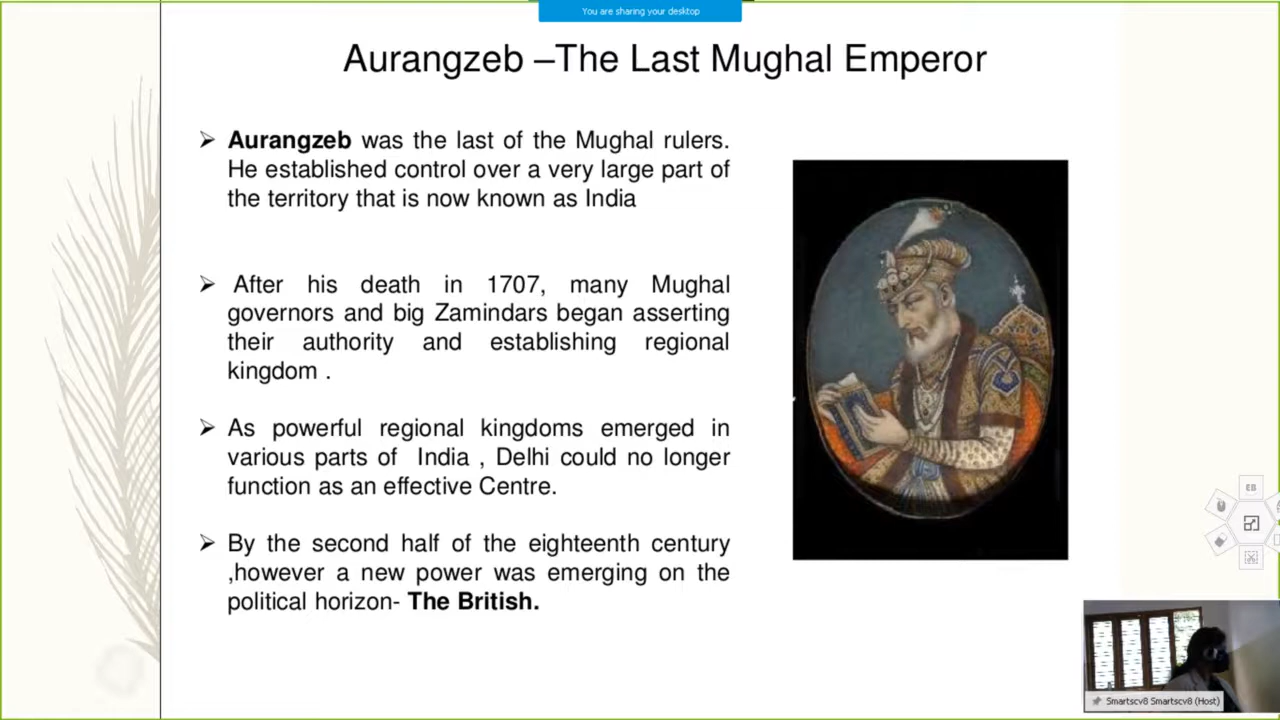 You are sharing your desktop
Aurangzeb –The Last Mughal Emperor
➢ Aurangzeb was the last of the Mughal rulers.
He established control over a very large part of
the territory that is now known as India
➢ After his death in 1707, many Mughal
governors and big Zamindars began asserting
their authority and establishing regional
kingdom .
➢ As powerful regional kingdoms emerged in
various parts of India , Delhi could no longer
function as an effective Centre.
➢ By the second half of the eighteenth century
,however a new power was emerging on the
political horizon- The British.
EB
Smartscv8 Smartscv8 (Host)